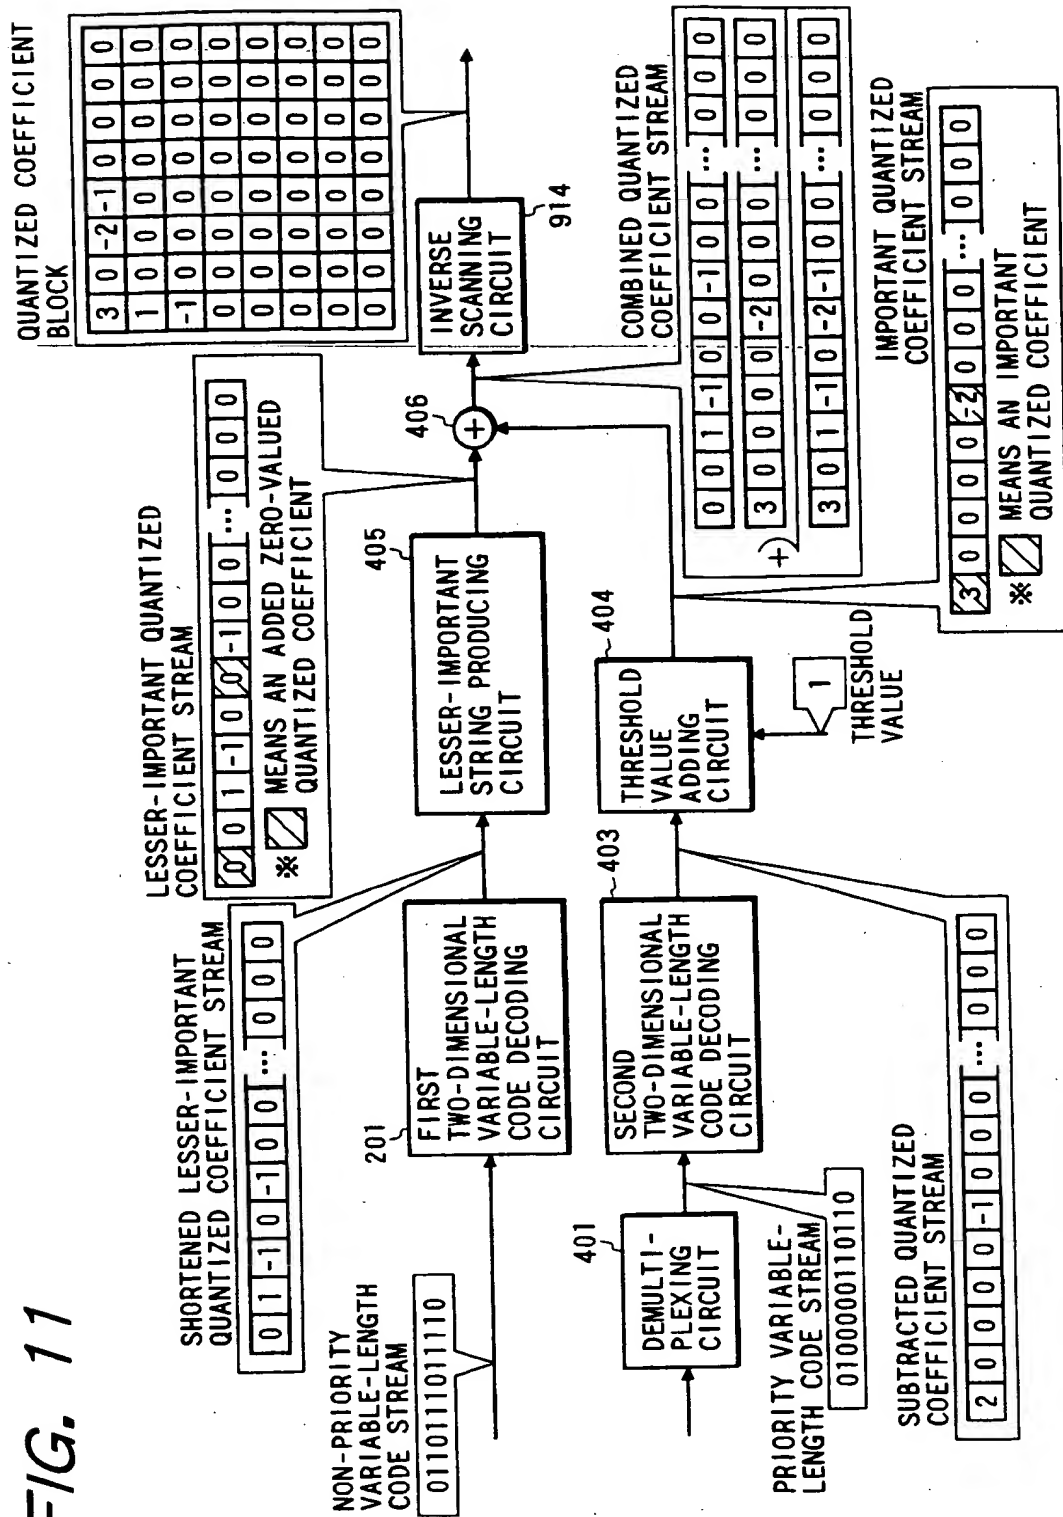 FIG. 11
NON-PRIORITY
VARIABLE-LENGTH
CODE STREAM
011011101110
SHORTENED LESSER-IMPORTANT
QUANTIZED COEFFICIENT STREAM
0 1 -1 0 -1 0 0 ... 0 0 0
201
FIRST
TWO-DIMENSIONAL
VARIABLE-LENGTH
CODE DECODING
CIRCUIT
LESSER-IMPORTANT QUANTIZED
COEFFICIENT STREAM
0 0 1 -1 0 0 -1 0 0 ... 0 0 0
※ MEANS AN ADDED ZERO-VALUED
QUANTIZED COEFFICIENT
LESSER-IMPORTANT
STRING PRODUCING
CIRCUIT
405
406
+
INVERSE
SCANNING
CIRCUIT
914
QUANTIZED COEFFICIENT
BLOCK
3 0 -2 -1 0 0 0 0
1 0 0 0 0 0 0 0
-1 0 0 0 0 0 0 0
0 0 0 0 0 0 0 0
0 0 0 0 0 0 0 0
0 0 0 0 0 0 0 0
0 0 0 0 0 0 0 0
0 0 0 0 0 0 0 0
401
DEMULTI-
PLEXING
CIRCUIT
PRIORITY VARIABLE-
LENGTH CODE STREAM
0100000110110
SECOND
TWO-DIMENSIONAL
VARIABLE-LENGTH
CODE DECODING
CIRCUIT
403
SUBTRACTED QUANTIZED
COEFFICIENT STREAM
2 0 0 0 0 -1 0 0 0 ... 0 0 0
THRESHOLD
VALUE
ADDING
CIRCUIT
404
1
THRESHOLD
VALUE
COMBINED QUANTIZED
COEFFICIENT STREAM
0 0 1 -1 0 0 -1 0 0 ... 0 0 0
+) 3 0 0 0 0 -2 0 0 0 ... 0 0 0
3 0 1 -1 0 -2 -1 0 0 ... 0 0 0
IMPORTANT QUANTIZED
COEFFICIENT STREAM
3 0 0 0 0 -2 0 0 0 ... 0 0 0
※ MEANS AN IMPORTANT
QUANTIZED COEFFICIENT